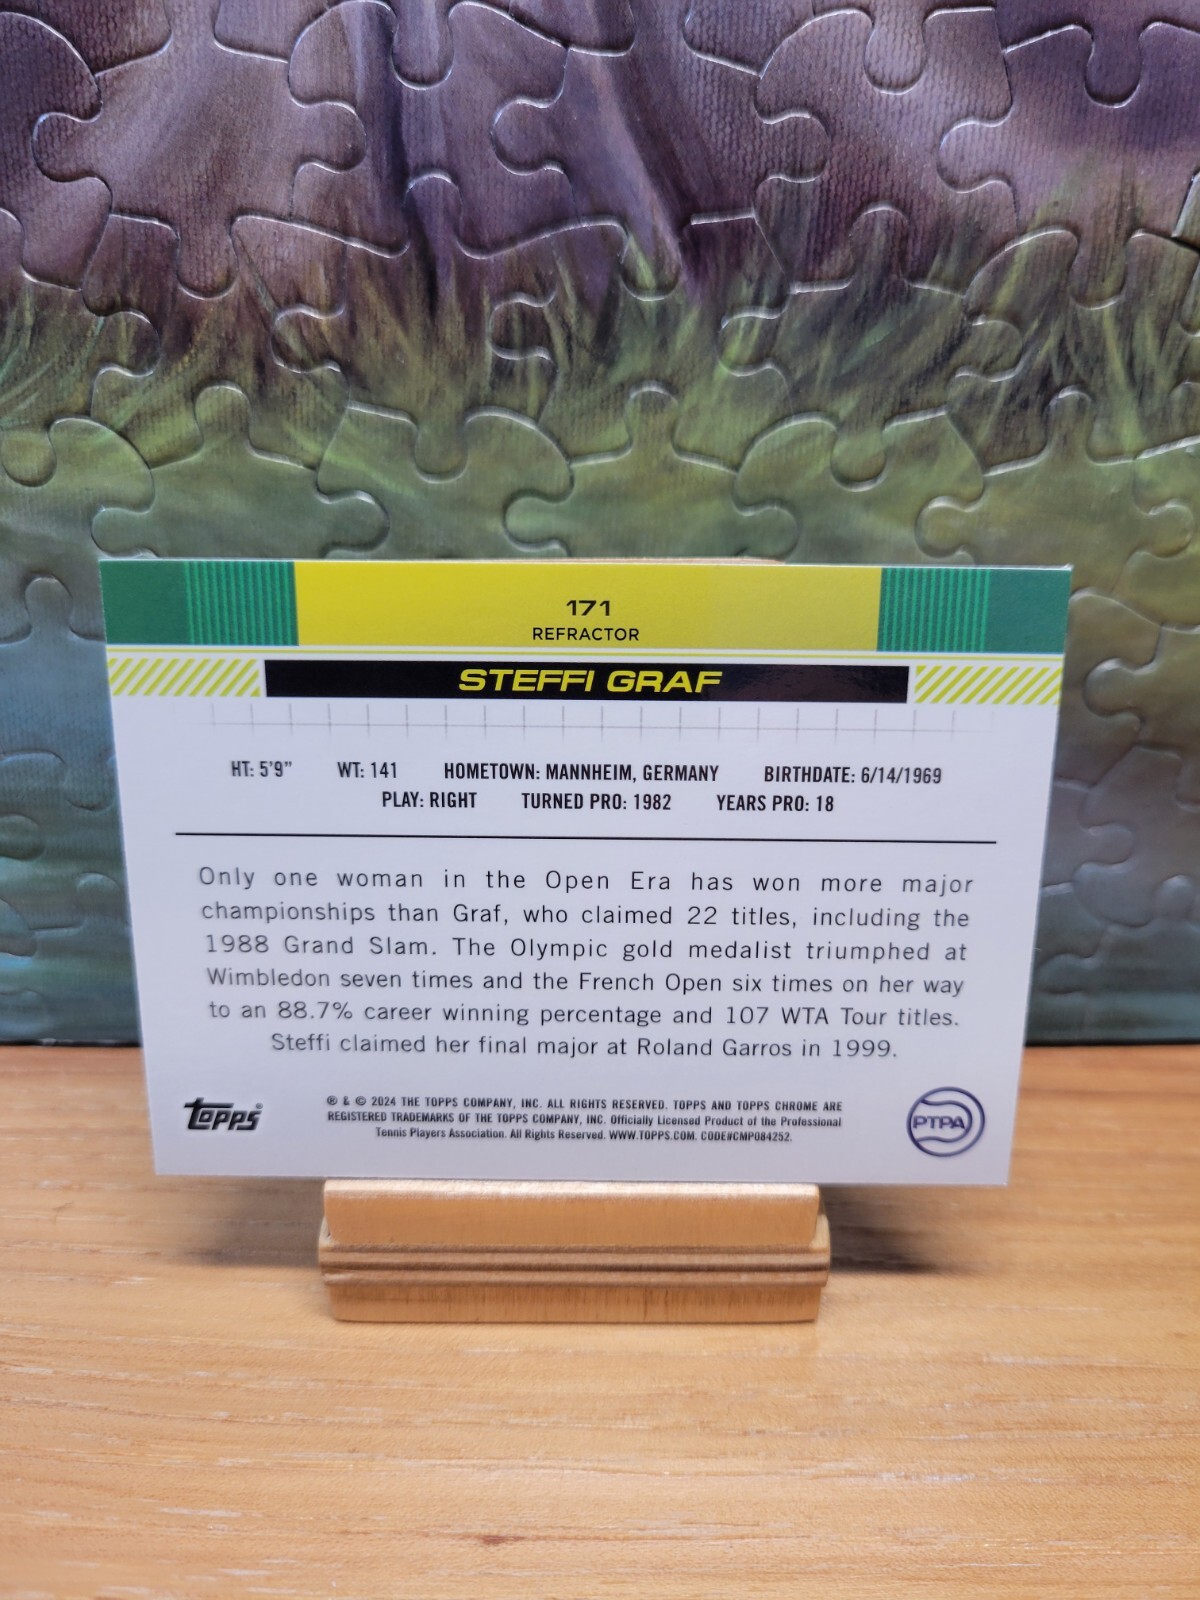 171
REFRACTOR
STEFFI GRAF
HT: 5'9" WT: 141 HOMETOWN: MANNHEIM, GERMANY BIRTHDATE: 6/14/1969
PLAY: RIGHT TURNED PRO: 1982 YEARS PRO: 18
Only one woman in the Open Era has won more major
championships than Graf, who claimed 22 titles, including the
1988 Grand Slam. The Olympic gold medalist triumphed at
Wimbledon seven times and the French Open six times on her way
to an 88.7% career winning percentage and 107 WTA Tour titles.
Steffi claimed her final major at Roland Garros in 1999.
topps®
® & © 2024 THE TOPPS COMPANY, INC. ALL RIGHTS RESERVED. TOPPS AND TOPPS CHROME ARE
REGISTERED TRADEMARKS OF THE TOPPS COMPANY, INC. Officially Licensed Product of the Professional
Tennis Players Association. All Rights Reserved. WWW.TOPPS.COM. CODE#CMP084252.
PTPA